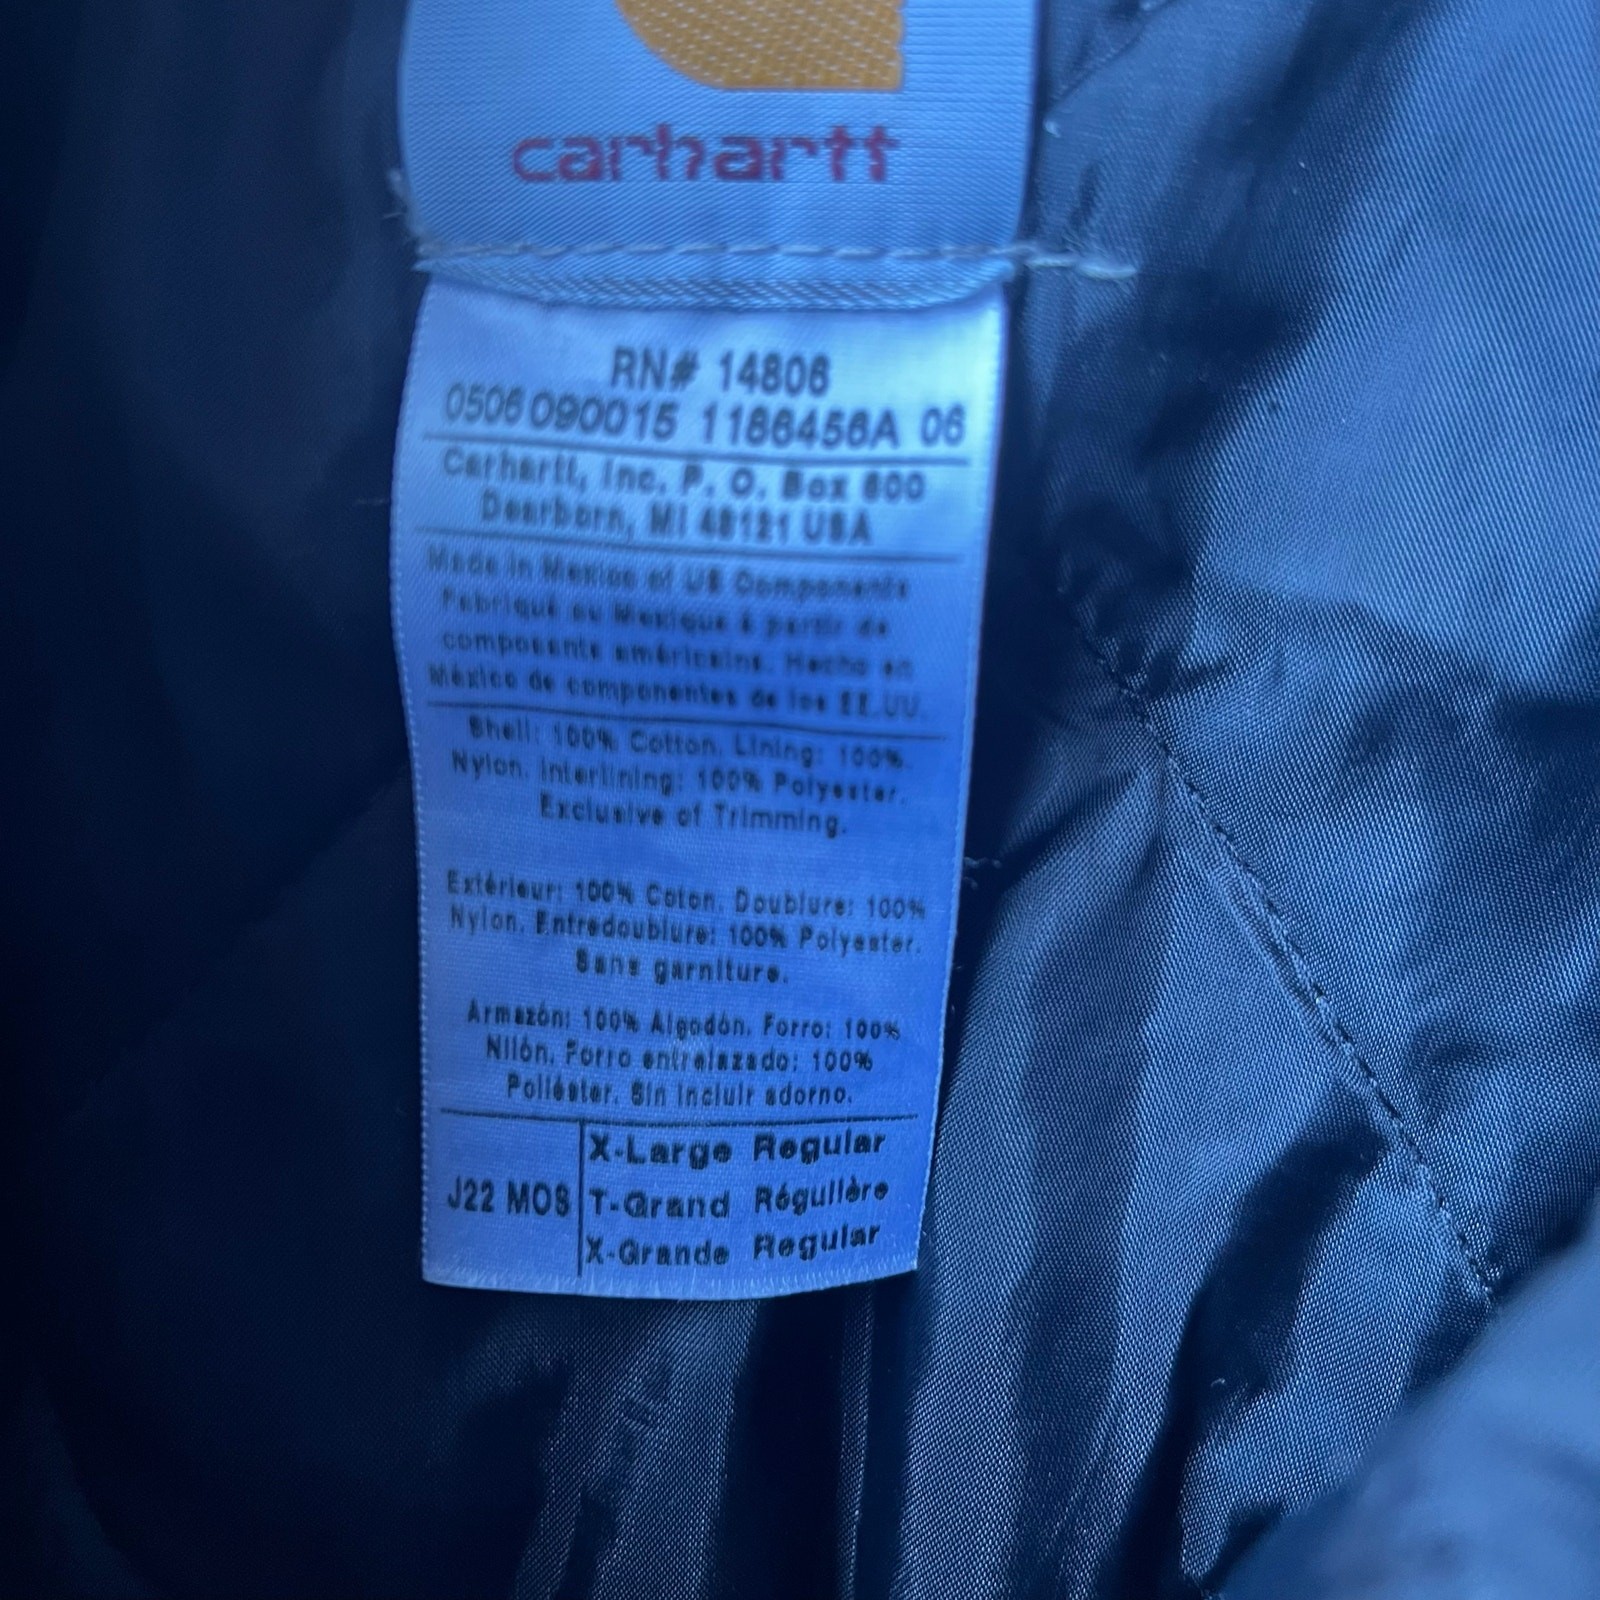 carhartt
RN# 14806
0506 090015 1186456A 06
Carhartt, Inc. P. O. Box 600
Dearborn, MI 48121 USA
Made in Mexico of US Components
Fabriqué au Mexique à partir de
composants américains. Hecho en
México de componentes de los EE.UU.
Shell: 100% Cotton. Lining: 100%
Nylon. Interlining: 100% Polyester.
Exclusive of Trimming.
Extérieur: 100% Coton. Doublure: 100%
Nylon. Entredoublure: 100% Polyester.
Sans garniture.
Armazón: 100% Algodón. Forro: 100%
Nilón. Forro entrelazado: 100%
Poliéster. Sin incluir adorno.
X-Large Regular
J22 MOS T-Grand Régulière
X-Grande Regular